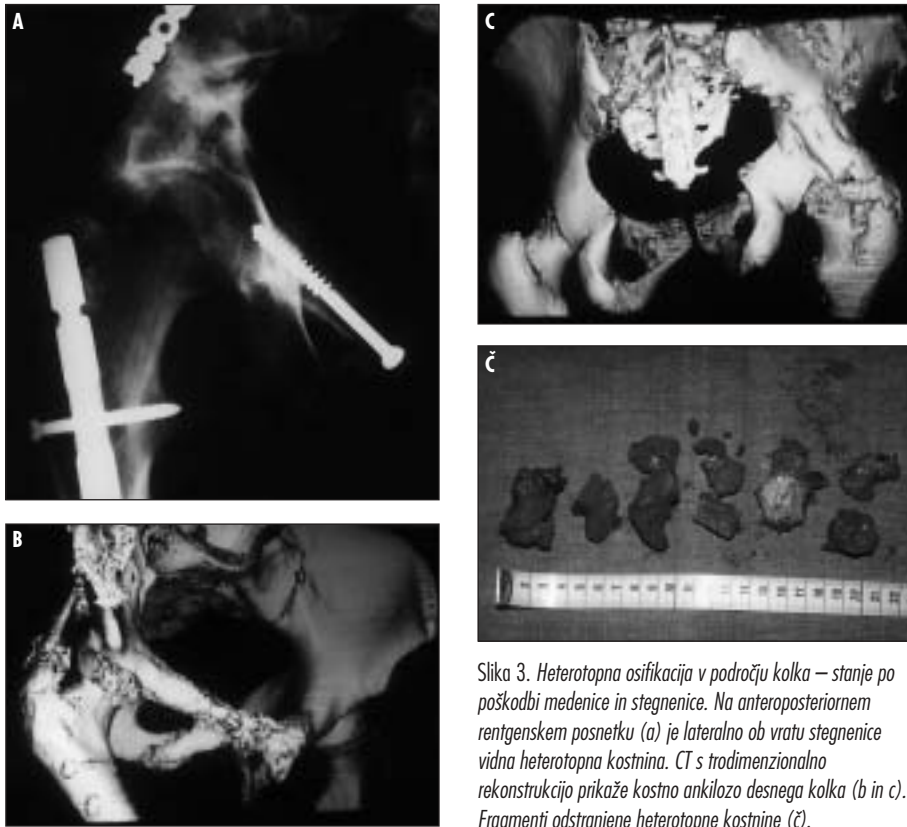 A
C
Č
B
Slika 3. Heterotopna osifikacija v področju kolka – stanje po
poškodbi medenice in stegnenice. Na anteroposteriornem
rentgenskem posnetku (a) je lateralno ob vratu stegnenice
vidna heterotopna kostnina. CT s trodimenzionalno
rekonstrukcijo prikaže kostno ankilozo desnega kolka (b in c).
Fragmenti odstranjene heterotopne kostnine (č).